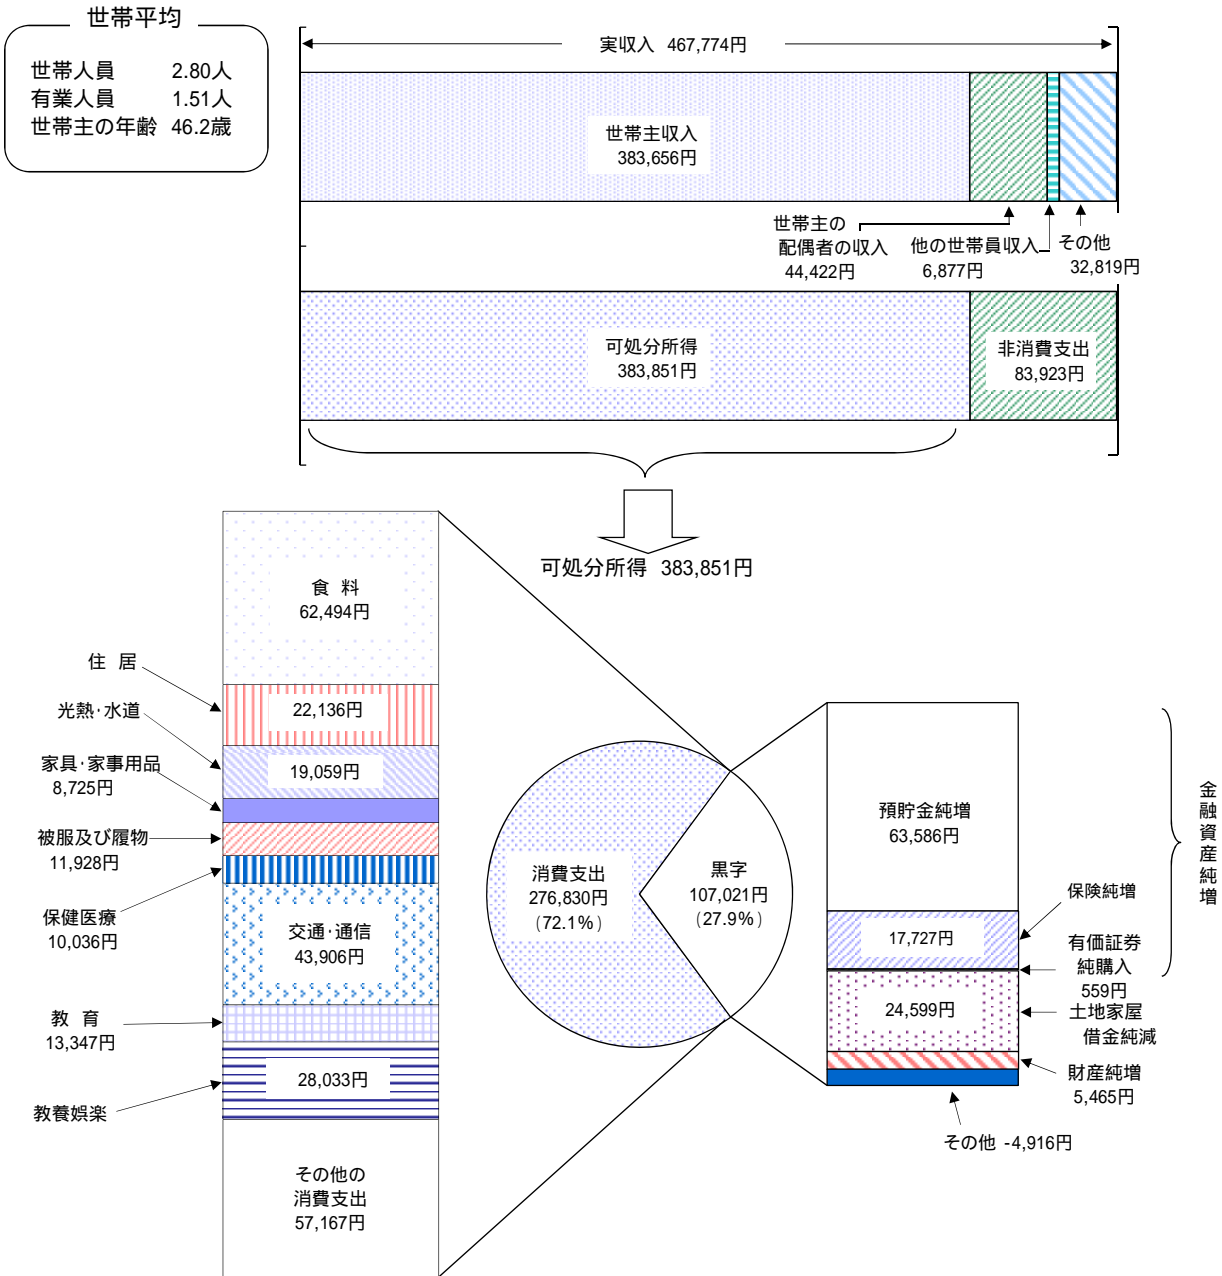 世帯平均
世帯人員 2.80人
有業人員 1.51人
世帯主の年齢 46.2歳
実収入 467,774円
世帯主収入
383,656円
世帯主の
配偶者の収入
44,422円
他の世帯員収入
6,877円
その他
32,819円
可処分所得
383,851円
非消費支出
83,923円
可処分所得 383,851円
食 料
62,494円
住 居
22,136円
光熱・水道
19,059円
家具・家事用品
8,725円
被服及び履物
11,928円
保健医療
10,036円
交通・通信
43,906円
教 育
13,347円
教養娯楽
28,033円
その他の
消費支出
57,167円
消費支出
276,830円
(72.1%)
黒字
107,021円
(27.9%)
預貯金純増
63,586円
保険純増
17,727円
有価証券
純購入
559円
土地家屋
借金純減
24,599円
財産純増
5,465円
その他 -4,916円
金融資産純増